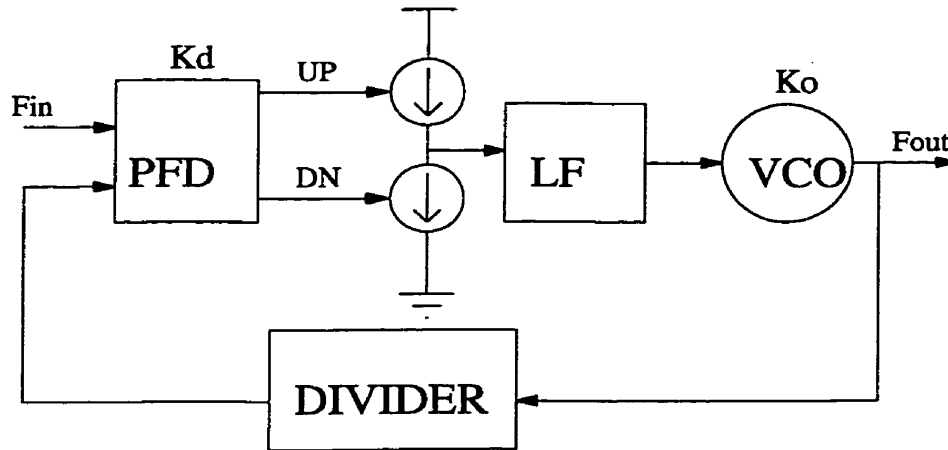 Kd
UP
Ko
Fin
Fout
PFD
LF
VCO
DN
DIVIDER